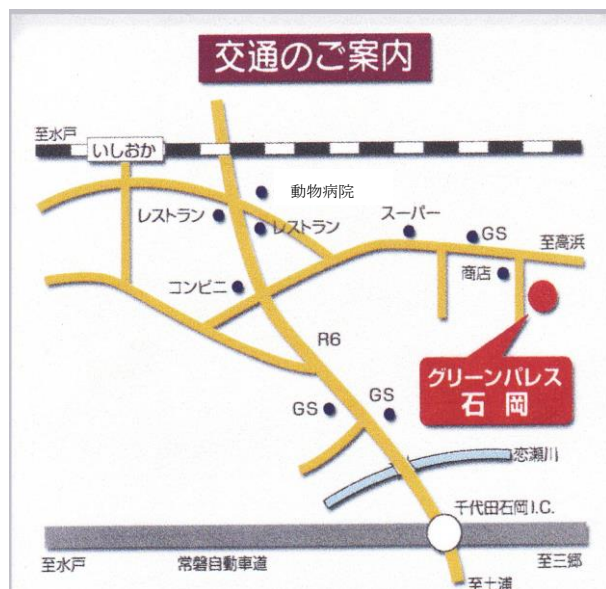 交通のご案内
至水戸
いしおか
動物病院
レストラン
レストラン
スーパー
GS
至高浜
商店
コンビニ
R6
グリーンパレス
石岡
GS
GS
恋瀬川
千代田石岡I.C.
至水戸
常磐自動車道
至三郷
至土浦